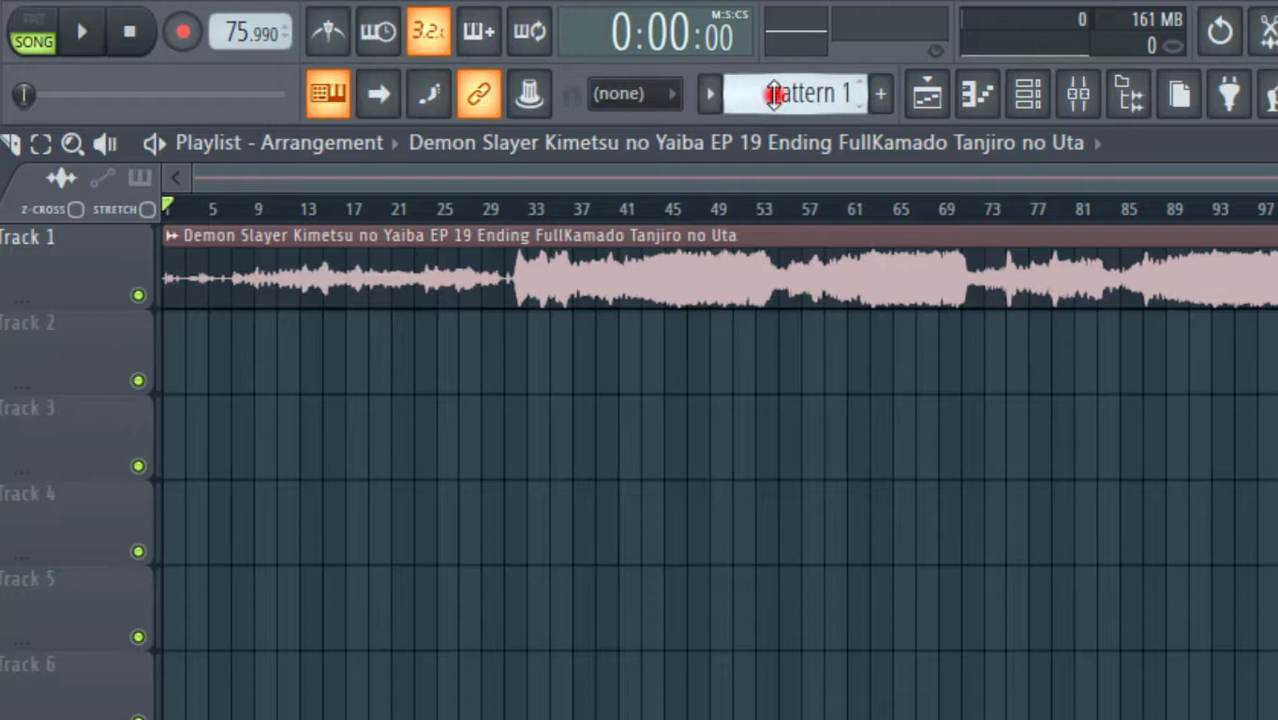 PAT
SONG
75.990
3.2.
0:00:00
M:S:CS
0
161 MB
0
(none)
attern 1
+
Playlist - Arrangement
Demon Slayer Kimetsu no Yaiba EP 19 Ending FullKamado Tanjiro no Uta
Z-CROSS
STRETCH
5 9 13 17 21 25 29 33 37 41 45 49 53 57 61 65 69 73 77 81 85 89 93 97
Track 1
Demon Slayer Kimetsu no Yaiba EP 19 Ending FullKamado Tanjiro no Uta
Track 2
Track 3
Track 4
Track 5
Track 6